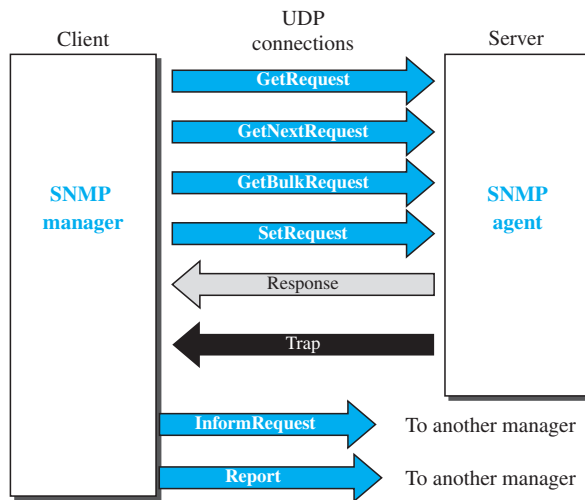 Client
UDP
connections
Server
GetRequest
GetNextRequest
GetBulkRequest
SetRequest
SNMP
manager
SNMP
agent
Response
Trap
InformRequest
To another manager
Report
To another manager